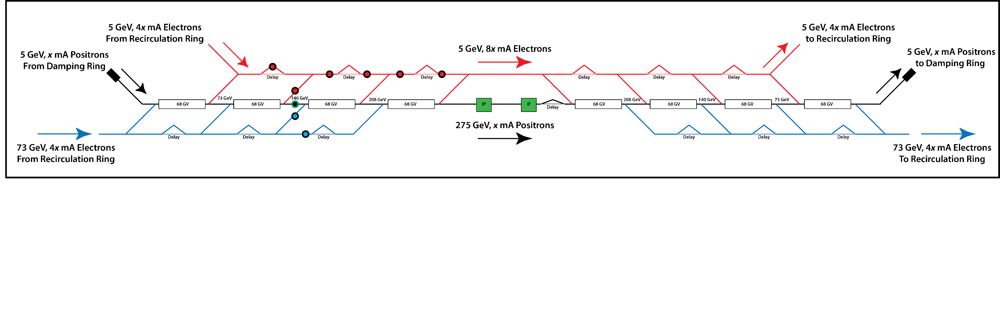 5 GeV, 4x mA Electrons
From Recirculation Ring
5 GeV, x mA Positrons
From Damping Ring
5 GeV, 8x mA Electrons
5 GeV, 4x mA Electrons
to Recirculation Ring
5 GeV, x mA Positrons
to Damping Ring
Delay
Delay
Delay
Delay
Delay
Delay
73 GeV
140 GeV
208 GeV
208 GeV
140 GeV
73 GeV
68 GV
68 GV
68 GV
68 GV
IP
IP
Delay
68 GV
68 GV
68 GV
68 GV
275 GeV, x mA Positrons
Delay
Delay
Delay
Delay
Delay
Delay
73 GeV, 4x mA Electrons
From Recirculation Ring
73 GeV, 4x mA Electrons
To Recirculation Ring